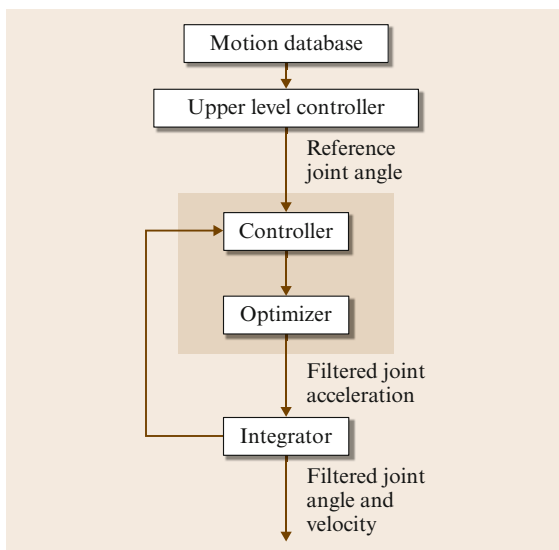 Motion database
Upper level controller
Reference
joint angle
Controller
Optimizer
Filtered joint
acceleration
Integrator
Filtered joint
angle and
velocity